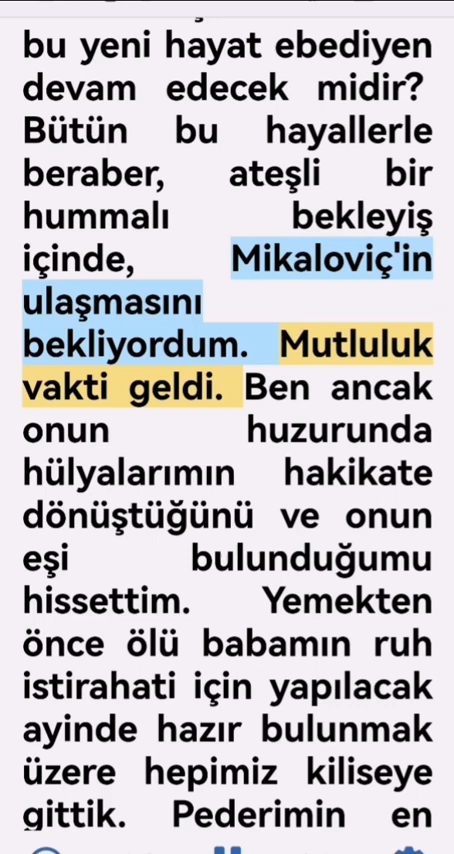 bu yeni hayat ebediyen
devam edecek midir?
Bütün bu hayallerle
beraber, ateşli bir
hummalı bekleyiş
içinde, Mikaloviç'in
ulaşmasını
bekliyordum. Mutluluk
vakti geldi. Ben ancak
onun huzurunda
hülyalarımın hakikate
dönüştüğünü ve onun
eşi bulunduğumu
hissettim. Yemekten
önce ölü babamın ruh
istirahati için yapılacak
ayinde hazır bulunmak
üzere hepimiz kiliseye
gittik. Pederimin en